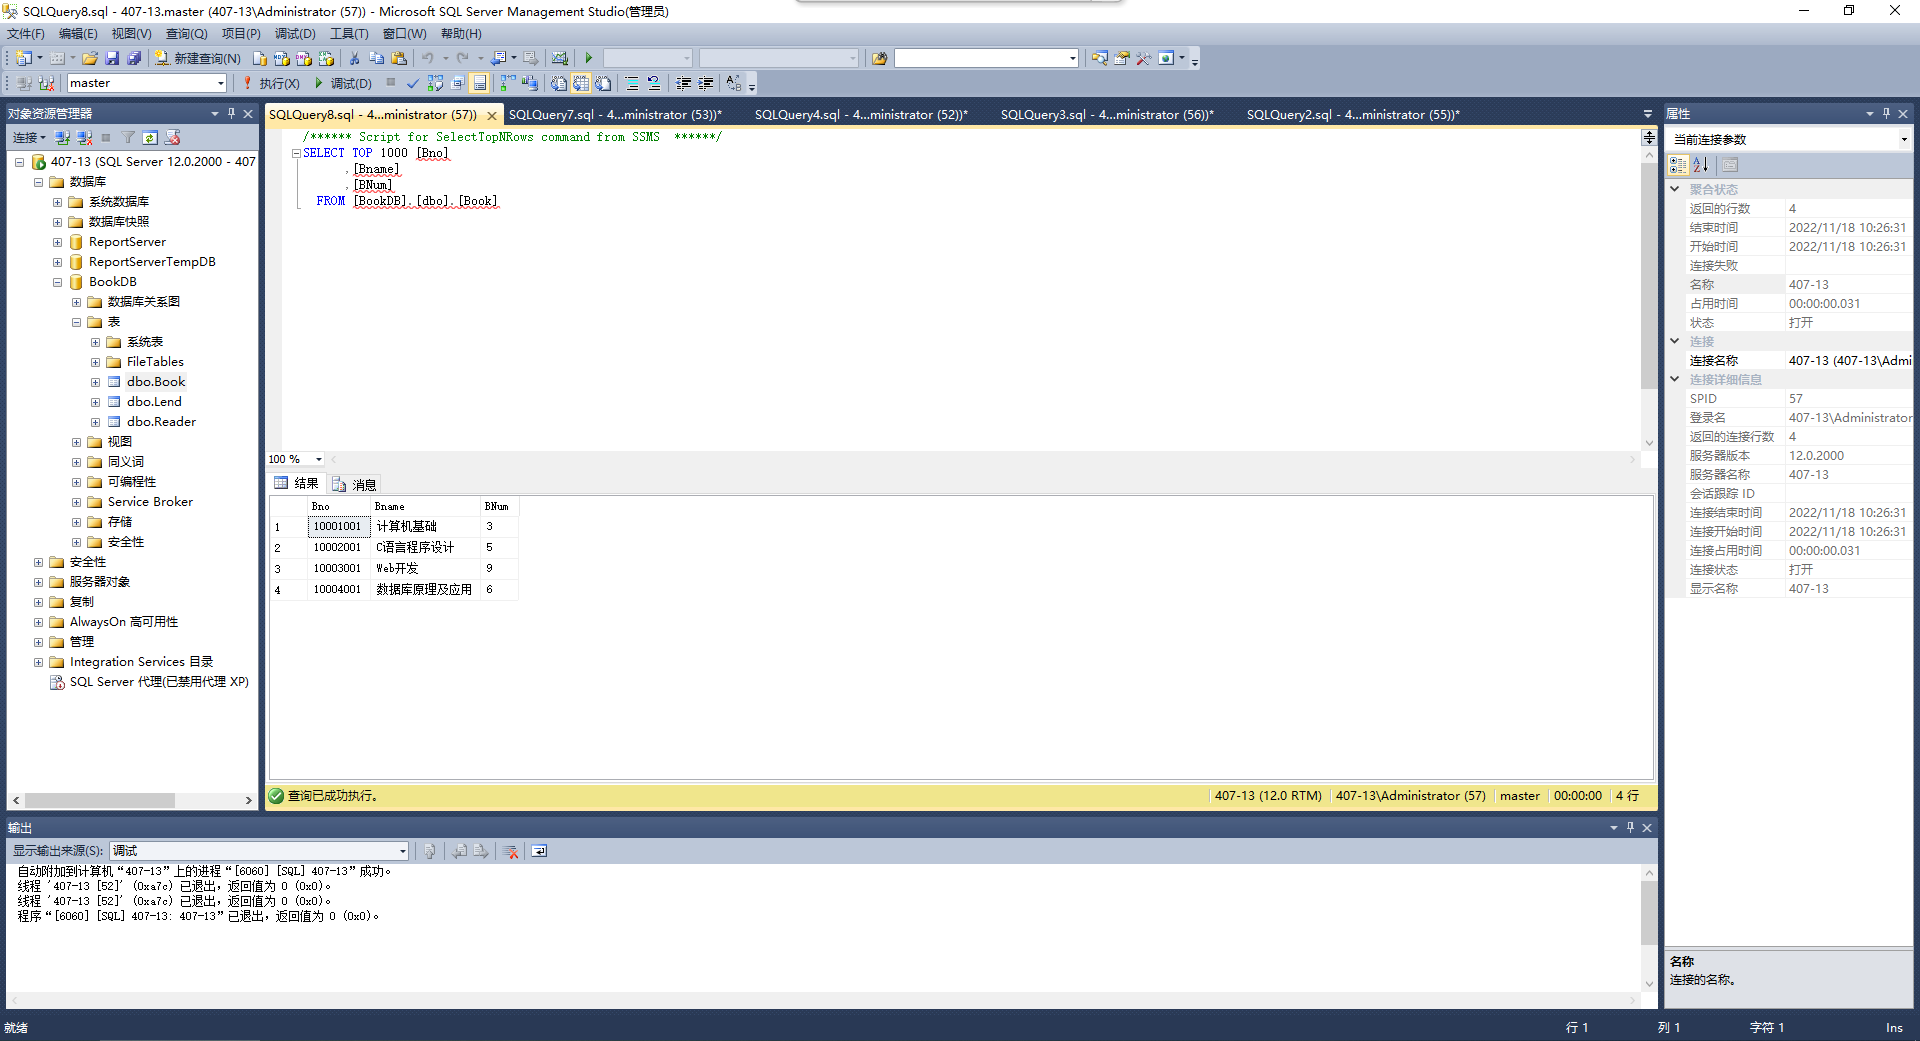 SQLQuery8.sql - 407-13.master (407-13\Administrator (57)) - Microsoft SQL Server Management Studio(管理员)
文件(F) 编辑(E) 视图(V) 查询(Q) 项目(P) 调试(D) 工具(T) 窗口(W) 帮助(H)
新建查询(N)
master 执行(X) 调试(D)
对象资源管理器
连接
407-13 (SQL Server 12.0.2000 - 407
数据库
系统数据库
数据库快照
ReportServer
ReportServerTempDB
BookDB
数据库关系图
表
系统表
FileTables
dbo.Book
dbo.Lend
dbo.Reader
视图
同义词
可编程性
Service Broker
存储
安全性
安全性
服务器对象
复制
AlwaysOn 高可用性
管理
Integration Services 目录
SQL Server 代理(已禁用代理 XP)
SQLQuery8.sql - 4...ministrator (57)) SQLQuery7.sql - 4...ministrator (53))* SQLQuery4.sql - 4...ministrator (52))* SQLQuery3.sql - 4...ministrator (56))* SQLQuery2.sql - 4...ministrator (55))*
/****** Script for SelectTopNRows command from SSMS ******/
SELECT TOP 1000 [Bno]
,[Bname]
,[BNum]
FROM [BookDB].[dbo].[Book]
100 %
结果 消息
Bno Bname BNum
1 10001001 计算机基础 3
2 10002001 C语言程序设计 5
3 10003001 Web开发 9
4 10004001 数据库原理及应用 6
查询已成功执行。 407-13 (12.0 RTM) 407-13\Administrator (57) master 00:00:00 4 行
输出
显示输出来源(S): 调试
自动附加到计算机“407-13”上的进程“[6060] [SQL] 407-13”成功。
线程 '407-13 [52]' (0xa7c) 已退出，返回值为 0 (0x0)。
线程 '407-13 [52]' (0xa7c) 已退出，返回值为 0 (0x0)。
程序“[6060] [SQL] 407-13: 407-13”已退出，返回值为 0 (0x0)。
属性
当前连接参数
聚合状态
返回的行数 4
结束时间 2022/11/18 10:26:31
开始时间 2022/11/18 10:26:31
连接失败
名称 407-13
占用时间 00:00:00.031
状态 打开
连接
连接名称 407-13 (407-13\Admi
连接详细信息
SPID 57
登录名 407-13\Administrator
返回的连接行数 4
服务器版本 12.0.2000
服务器名称 407-13
会话跟踪 ID
连接结束时间 2022/11/18 10:26:31
连接开始时间 2022/11/18 10:26:31
连接占用时间 00:00:00.031
连接状态 打开
显示名称 407-13
名称
连接的名称。
就绪 行 1 列 1 字符 1 Ins